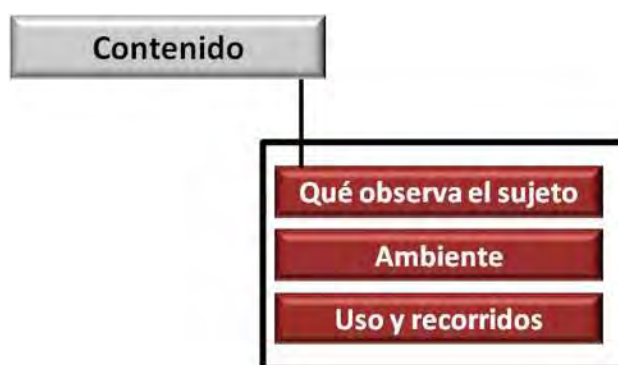 Contenido
Qué observa el sujeto
Ambiente
Uso y recorridos